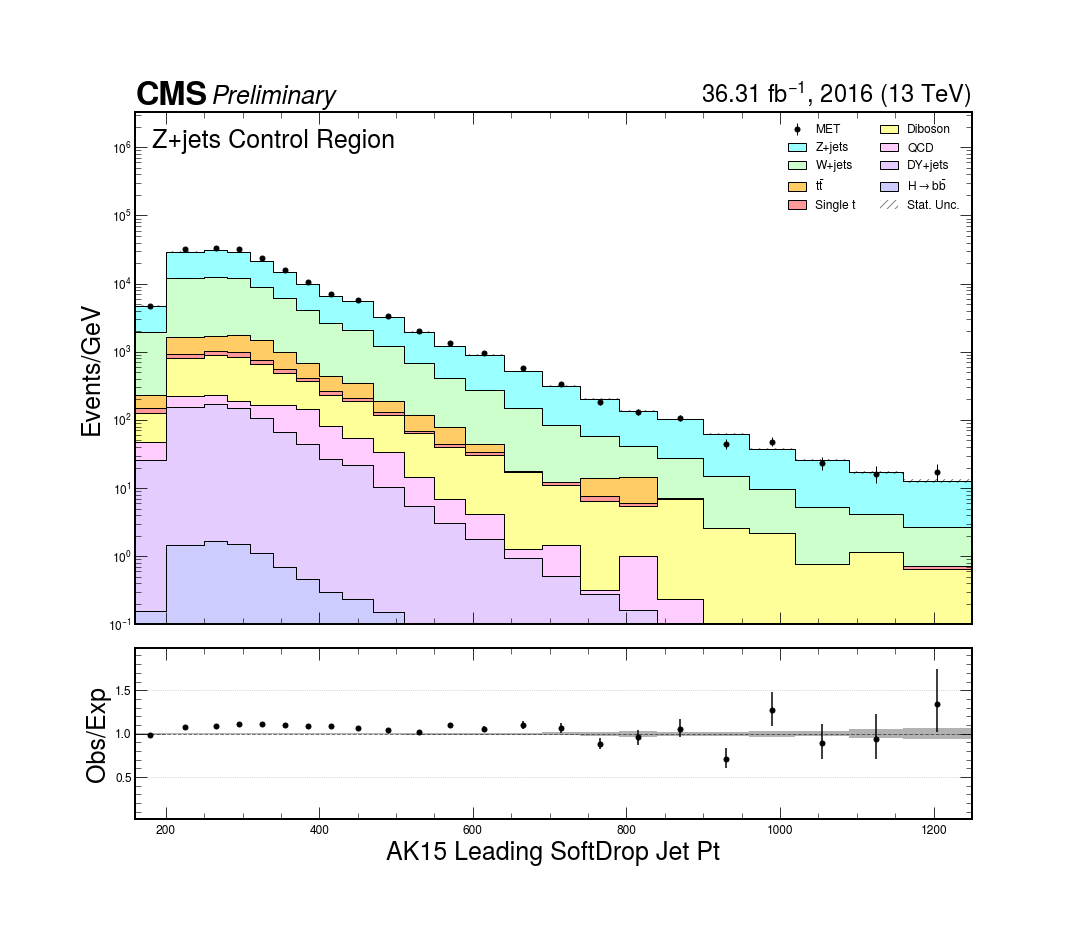 CMS Preliminary 36.31 fb⁻¹, 2016 (13 TeV)
Z+jets Control Region
MET
Z+jets
W+jets
tt̄
Single t
Diboson
QCD
DY+jets
H→bb̄
Stat. Unc.
Events/GeV
10⁶
10⁵
10⁴
10³
10²
10¹
10⁰
10⁻¹
Obs/Exp
1.5
1.0
0.5
200 400 600 800 1000 1200
AK15 Leading SoftDrop Jet Pt